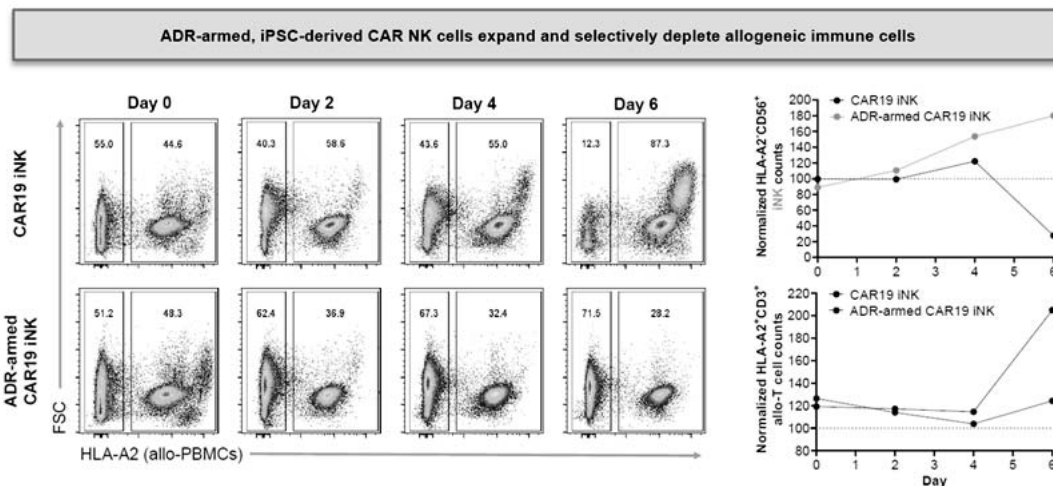 ADR-armed, iPSC-derived CAR NK cells expand and selectively deplete allogeneic immune cells
Day 0
Day 2
Day 4
Day 6
CAR19 iNK
55.0
44.6
40.3
58.6
43.6
55.0
12.3
87.3
ADR-armed
CAR19 iNK
51.2
48.3
62.4
36.9
67.3
32.4
71.5
28.2
FSC
HLA-A2 (allo-PBMCs)
CAR19 iNK
ADR-armed CAR19 iNK
Normalized HLA-A2⁻CD56⁺
iNK counts
200
180
160
140
120
100
80
60
40
20
0
0 1 2 3 4 5 6
CAR19 iNK
ADR-armed CAR19 iNK
Normalized HLA-A2⁺CD3⁺
allo-T cell counts
220
200
180
160
140
120
100
80
0 1 2 3 4 5 6
Day